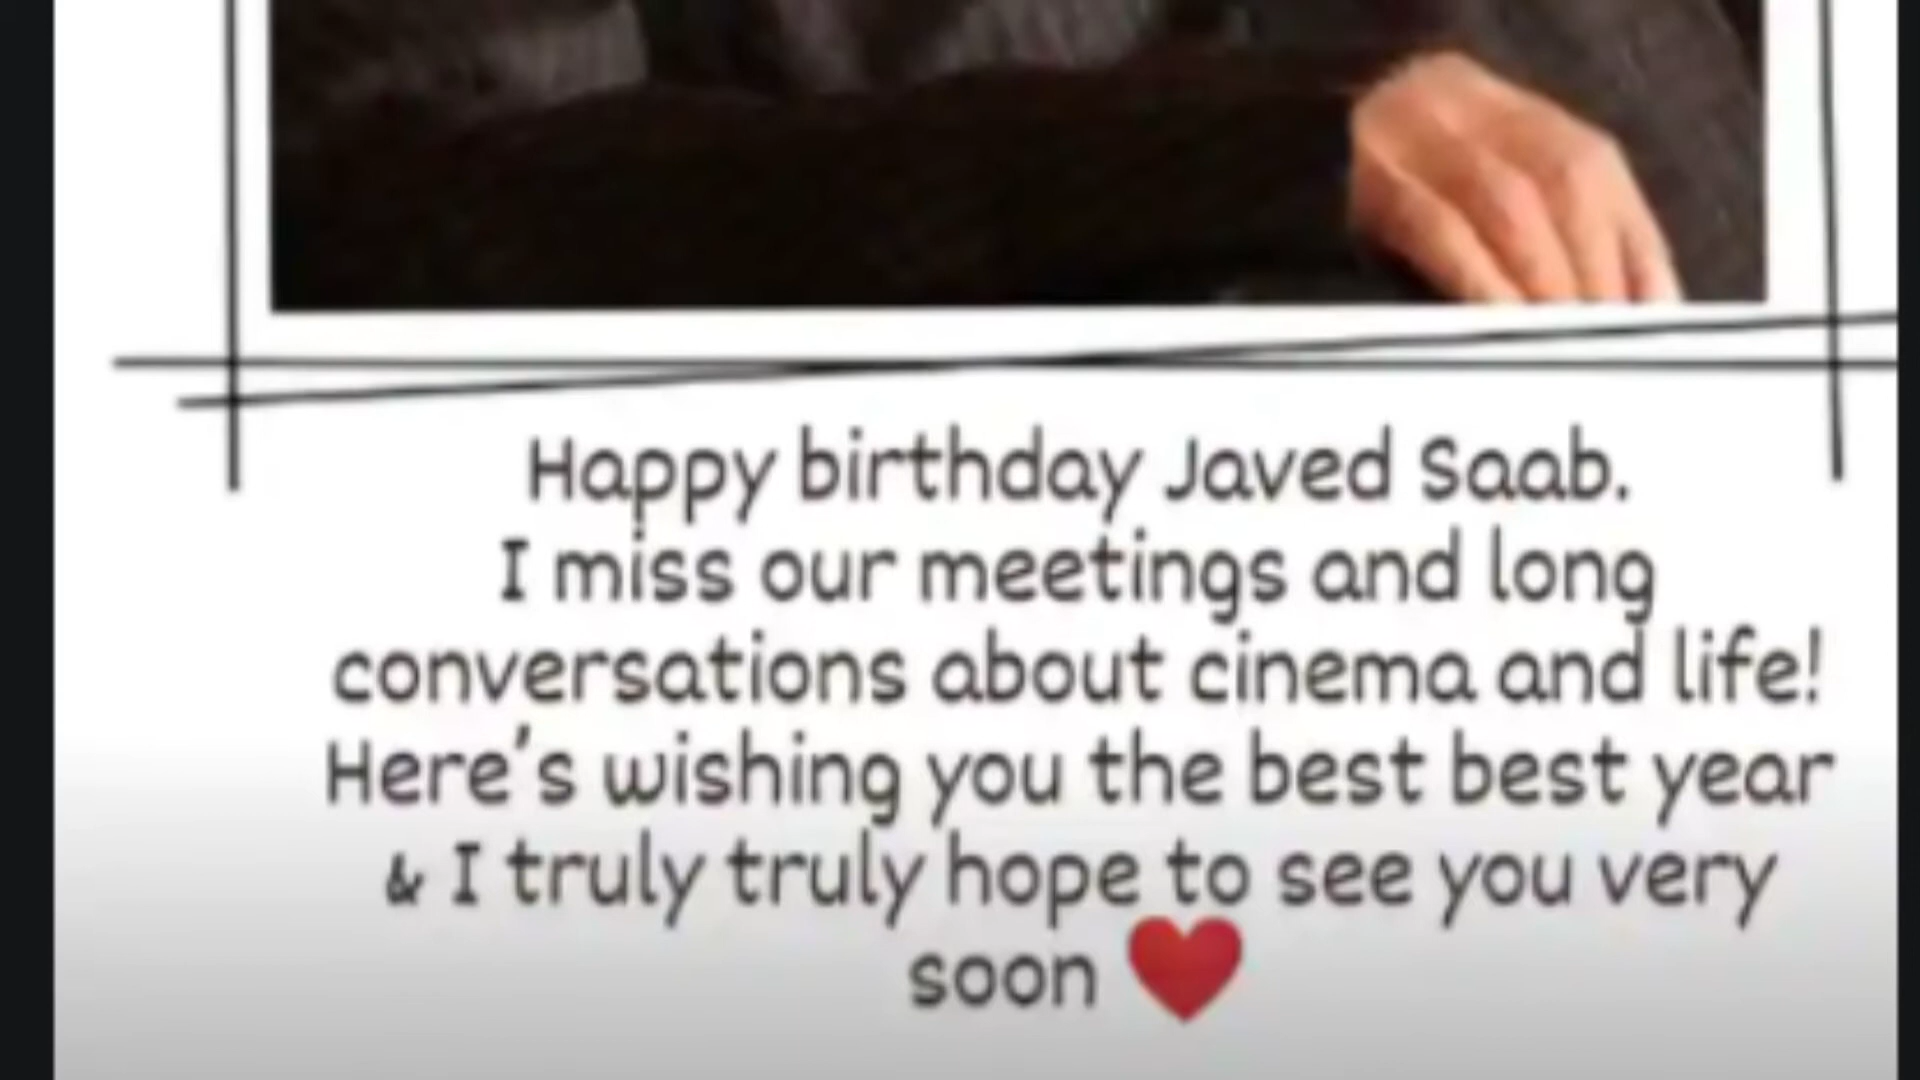 Happy birthday Javed Saab.
I miss our meetings and long
conversations about cinema and life!
Here's wishing you the best best year
& I truly truly hope to see you very
soon ❤️